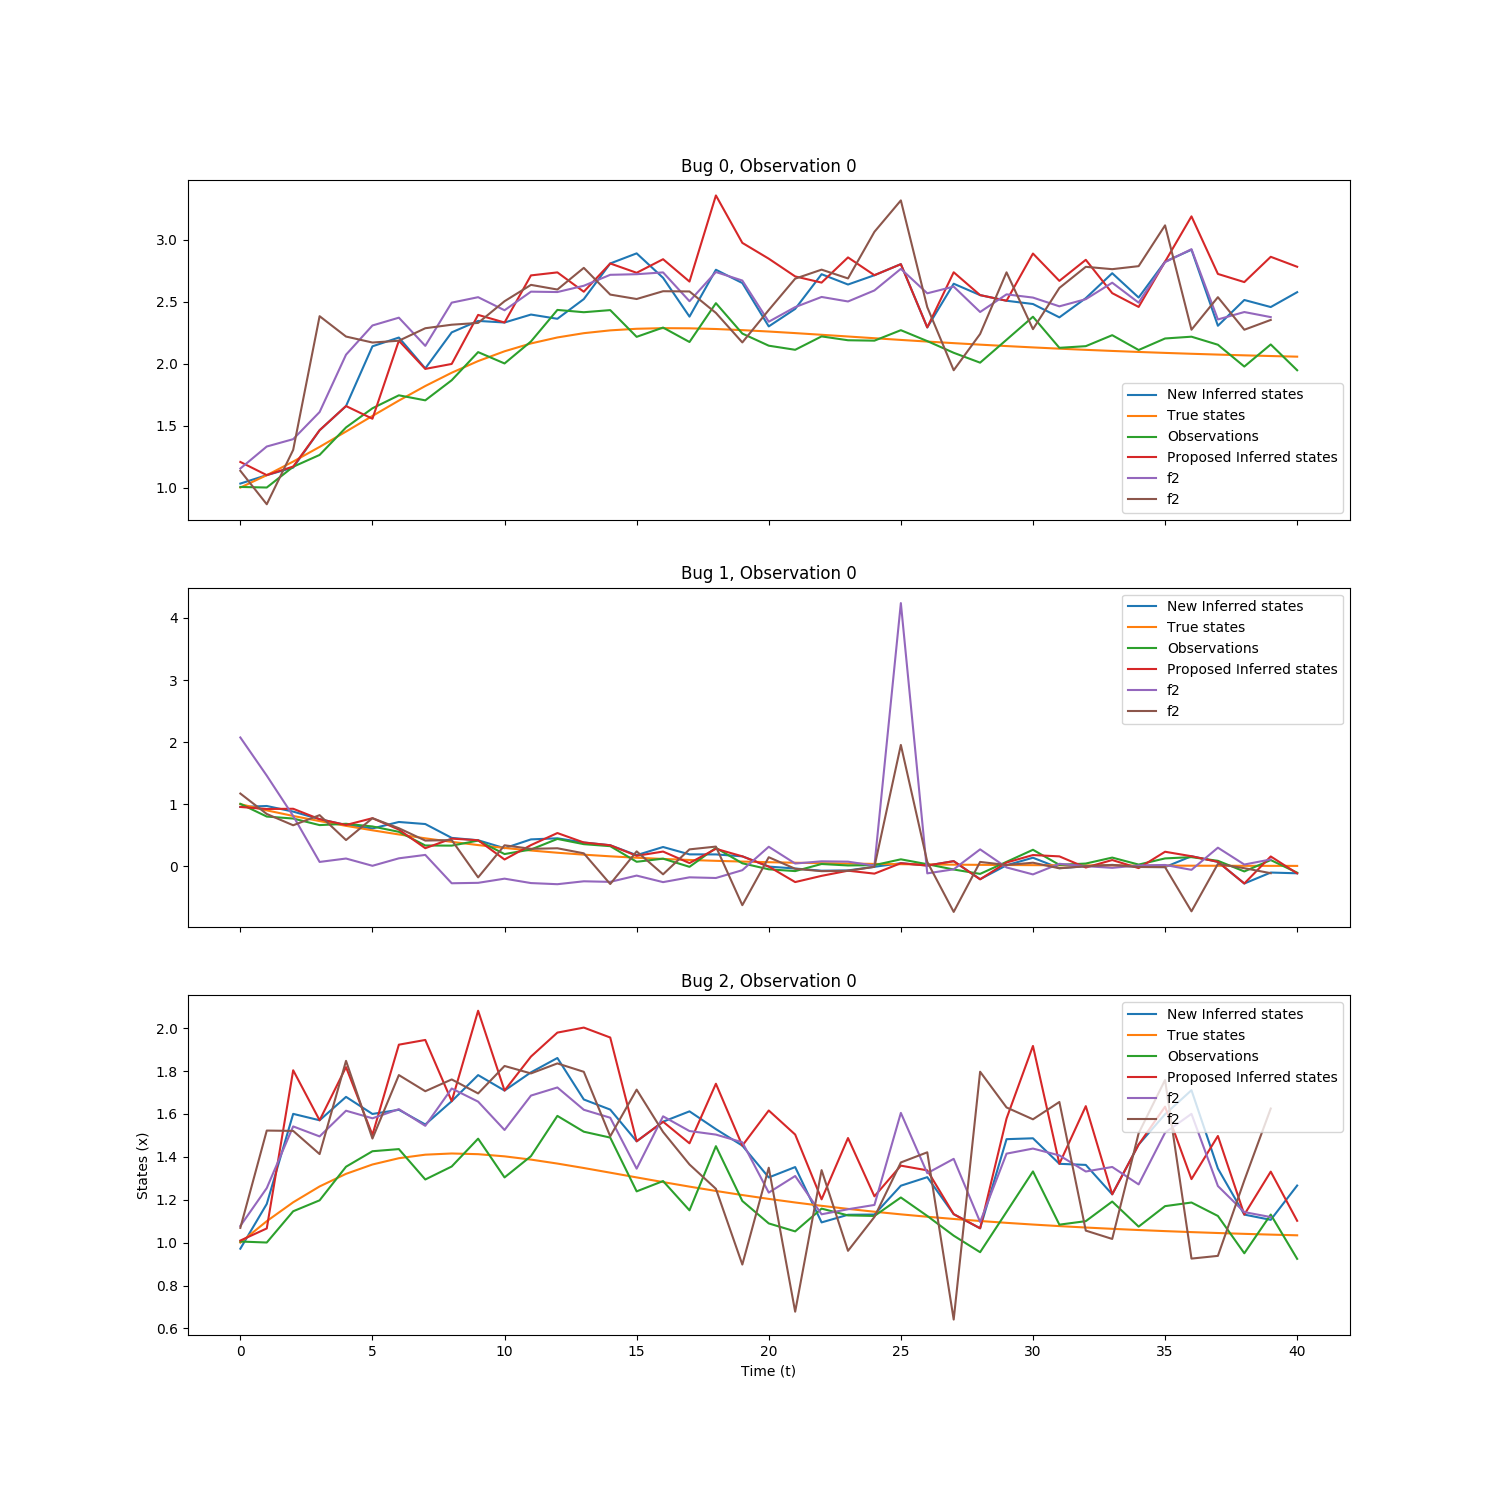 Bug 0, Observation 0
3.0
2.5
2.0
1.5
1.0
New Inferred states
True states
Observations
Proposed Inferred states
f2
f2
Bug 1, Observation 0
4
3
2
1
0
New Inferred states
True states
Observations
Proposed Inferred states
f2
f2
Bug 2, Observation 0
2.0
1.8
1.6
1.4
1.2
1.0
0.8
0.6
States (x)
New Inferred states
True states
Observations
Proposed Inferred states
f2
f2
0 5 10 15 20 25 30 35 40
Time (t)